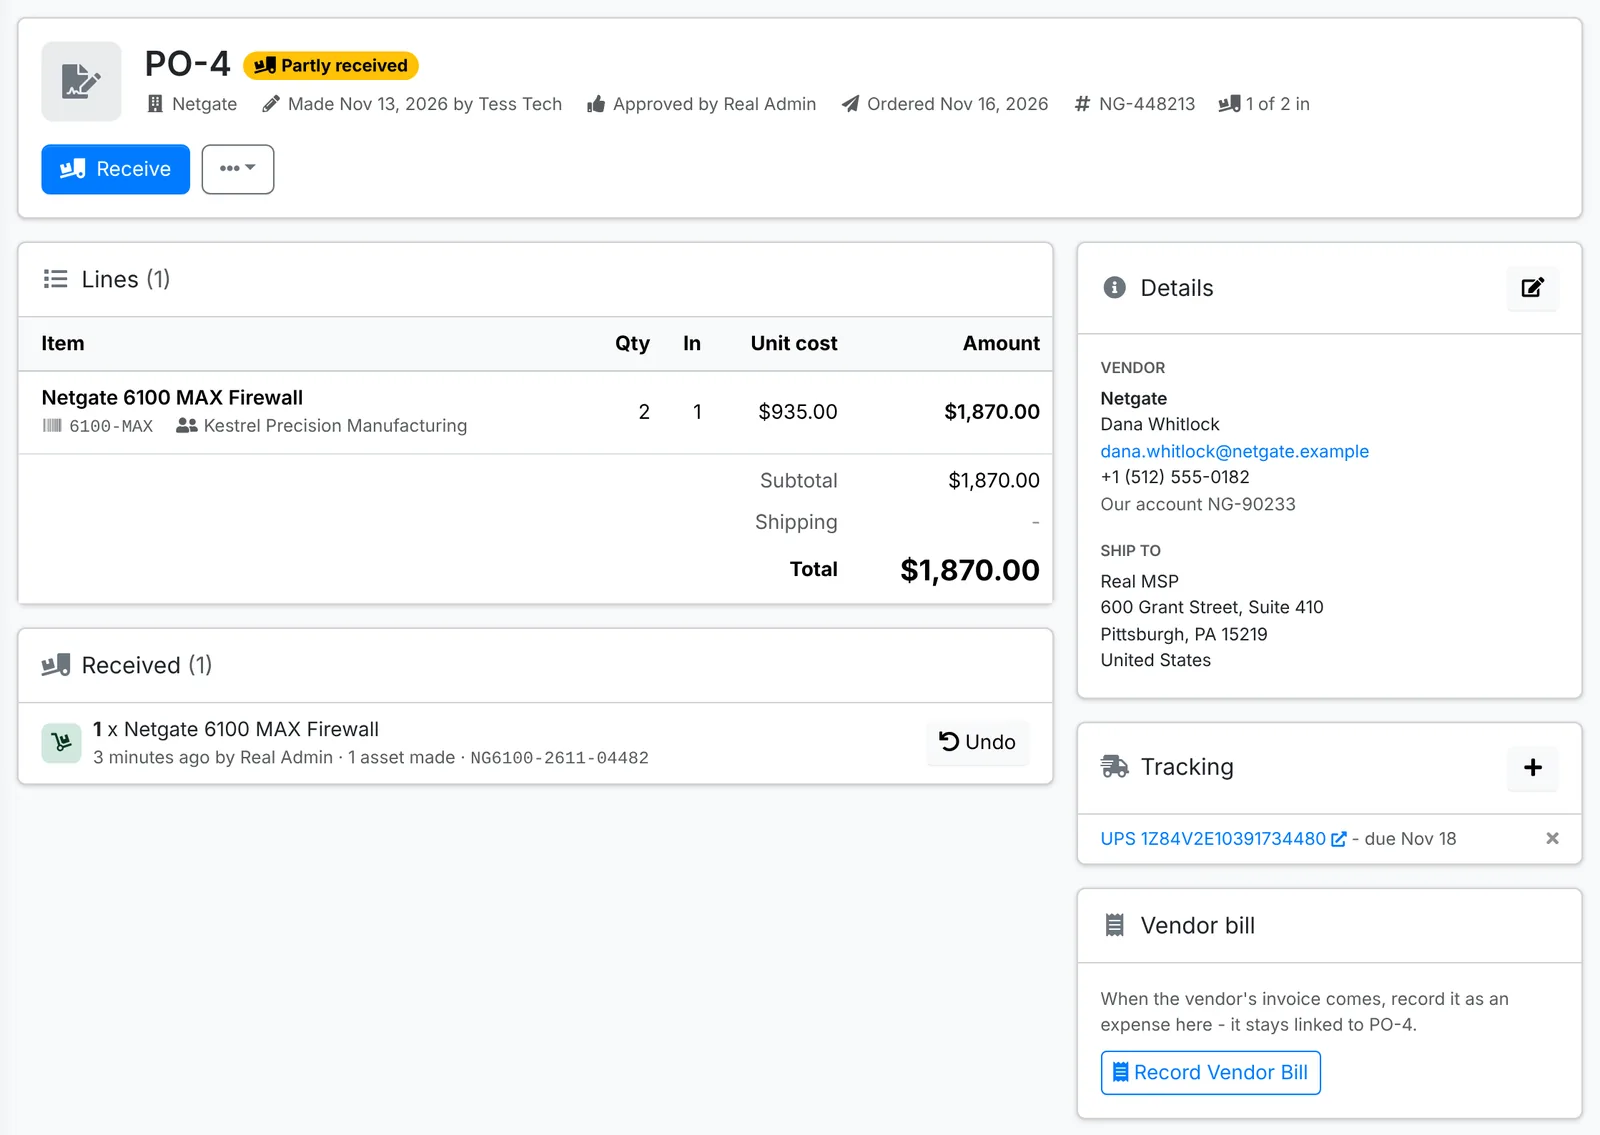 PO-4 Partly received
Netgate Made Nov 13, 2026 by Tess Tech Approved by Real Admin Ordered Nov 16, 2026 # NG-448213 1 of 2 in
Receive
Lines (1)
Item Qty In Unit cost Amount
Netgate 6100 MAX Firewall
6100-MAX Kestrel Precision Manufacturing
2 1 $935.00 $1,870.00
Subtotal $1,870.00
Shipping -
Total $1,870.00
Received (1)
1 x Netgate 6100 MAX Firewall
3 minutes ago by Real Admin · 1 asset made · NG6100-2611-04482
Undo
Details
VENDOR
Netgate
Dana Whitlock
dana.whitlock@netgate.example
+1 (512) 555-0182
Our account NG-90233
SHIP TO
Real MSP
600 Grant Street, Suite 410
Pittsburgh, PA 15219
United States
Tracking
UPS 1Z84V2E10391734480 - due Nov 18
Vendor bill
When the vendor's invoice comes, record it as an
expense here - it stays linked to PO-4.
Record Vendor Bill